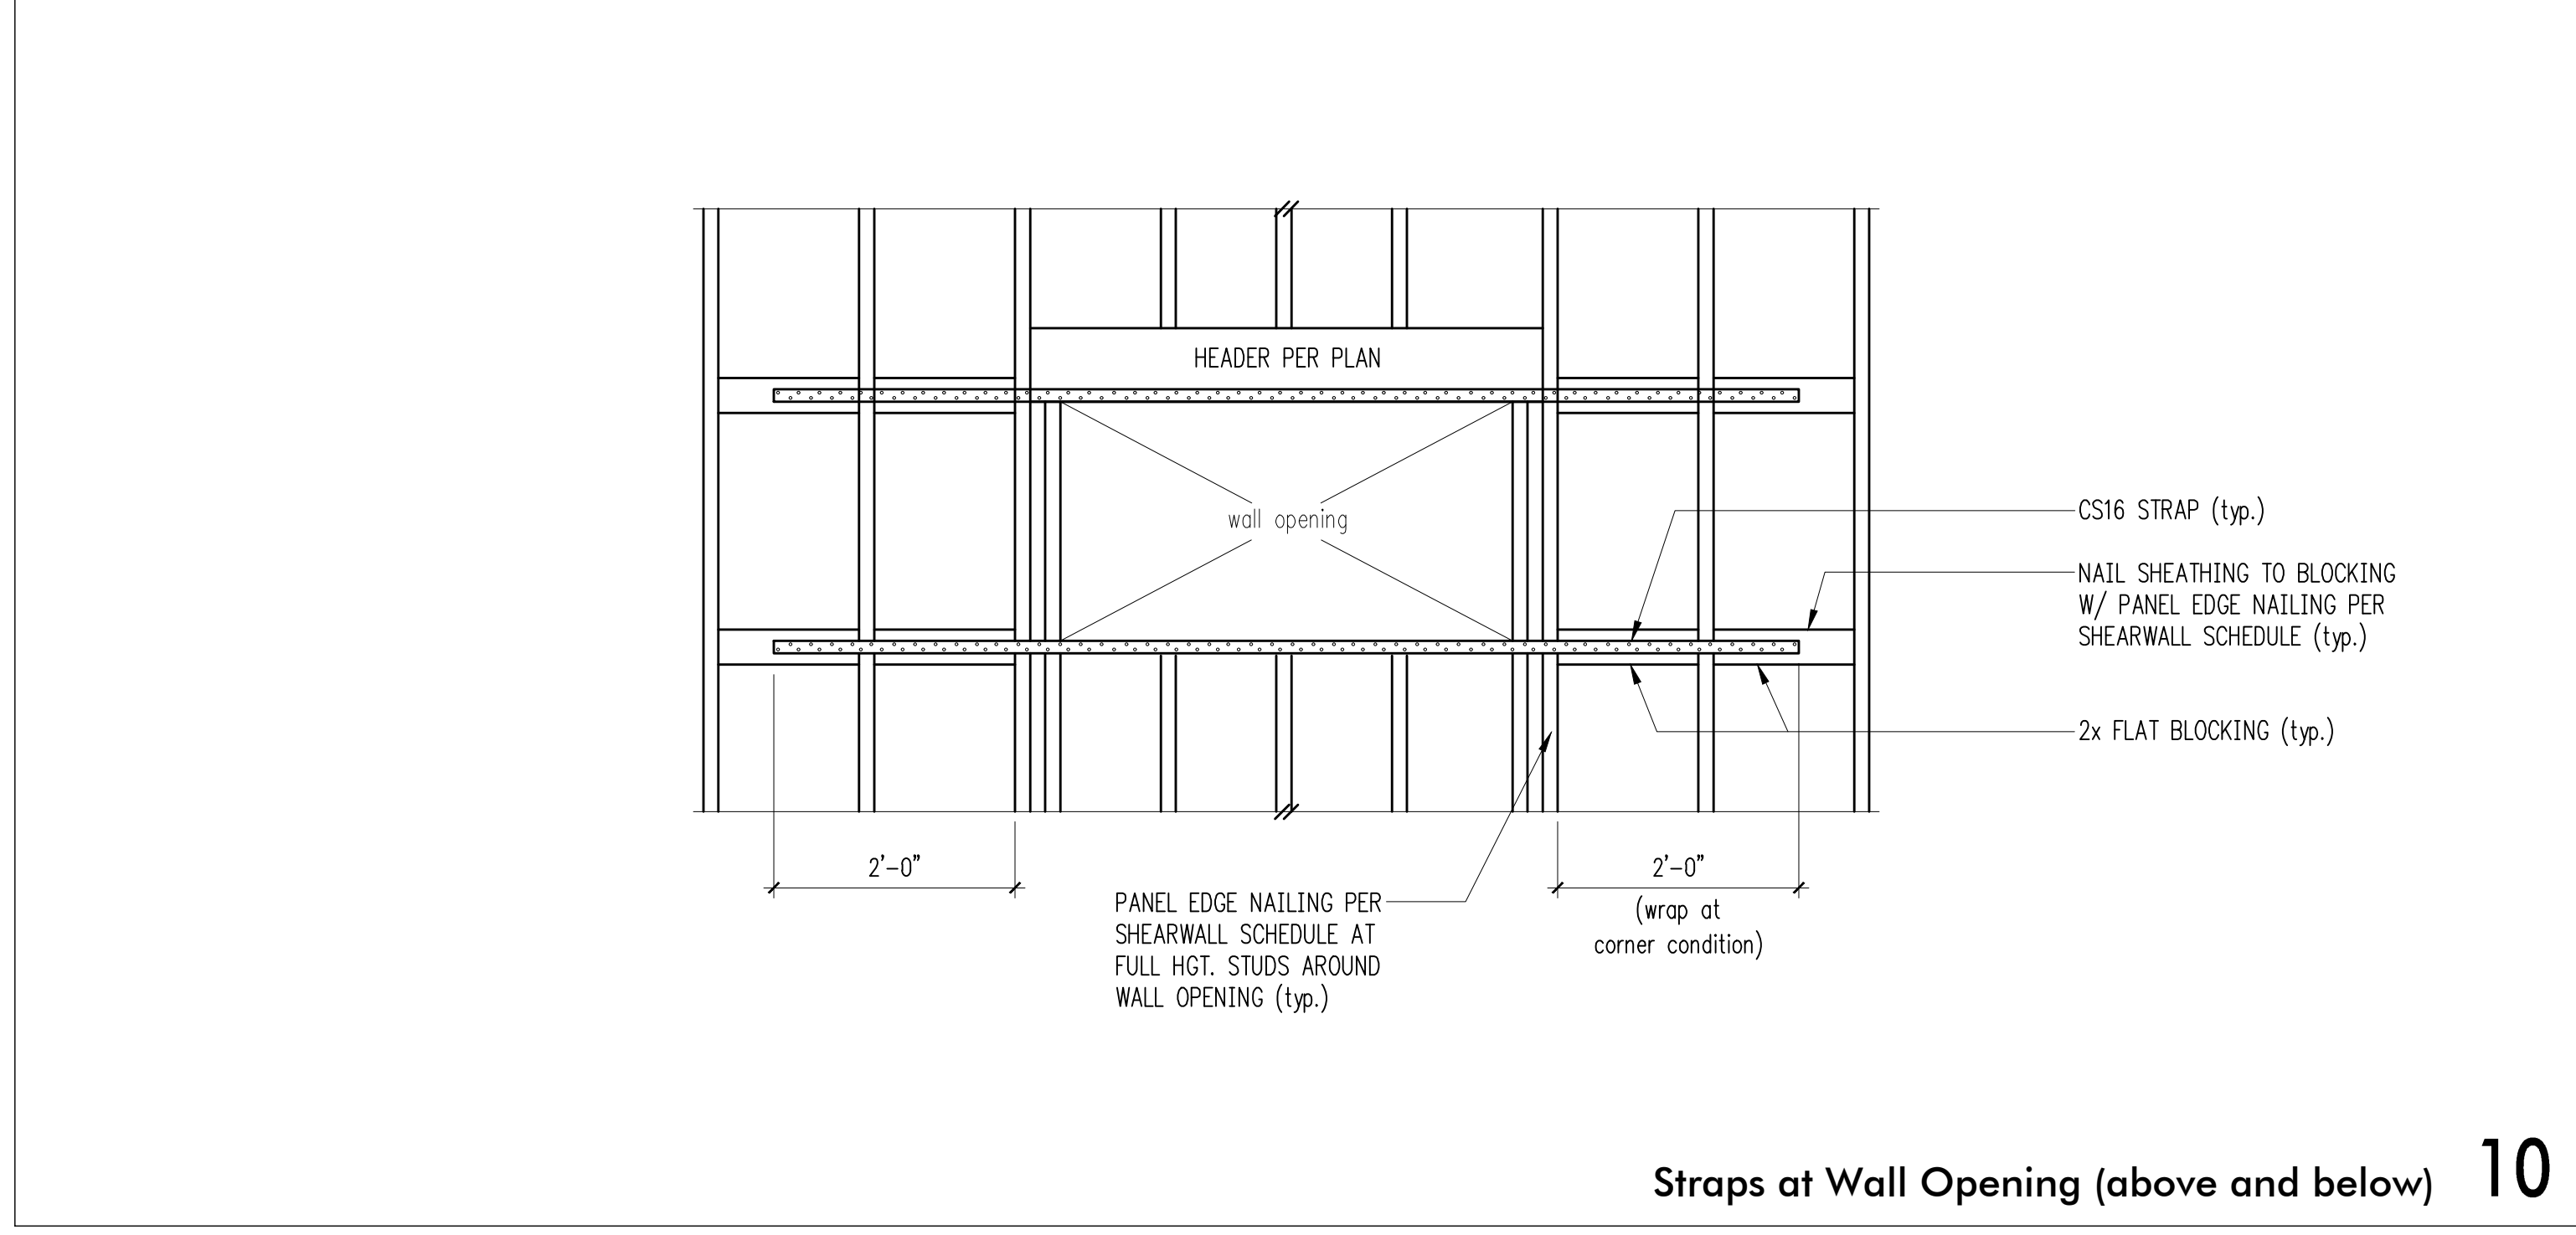 HEADER PER PLAN
wall opening
CS16 STRAP (typ.)
NAIL SHEATHING TO BLOCKING
W/ PANEL EDGE NAILING PER
SHEARWALL SCHEDULE (typ.)
2x FLAT BLOCKING (typ.)
2'-0"
2'-0"
(wrap at
corner condition)
PANEL EDGE NAILING PER
SHEARWALL SCHEDULE AT
FULL HGT. STUDS AROUND
WALL OPENING (typ.)
Straps at Wall Opening (above and below) 10